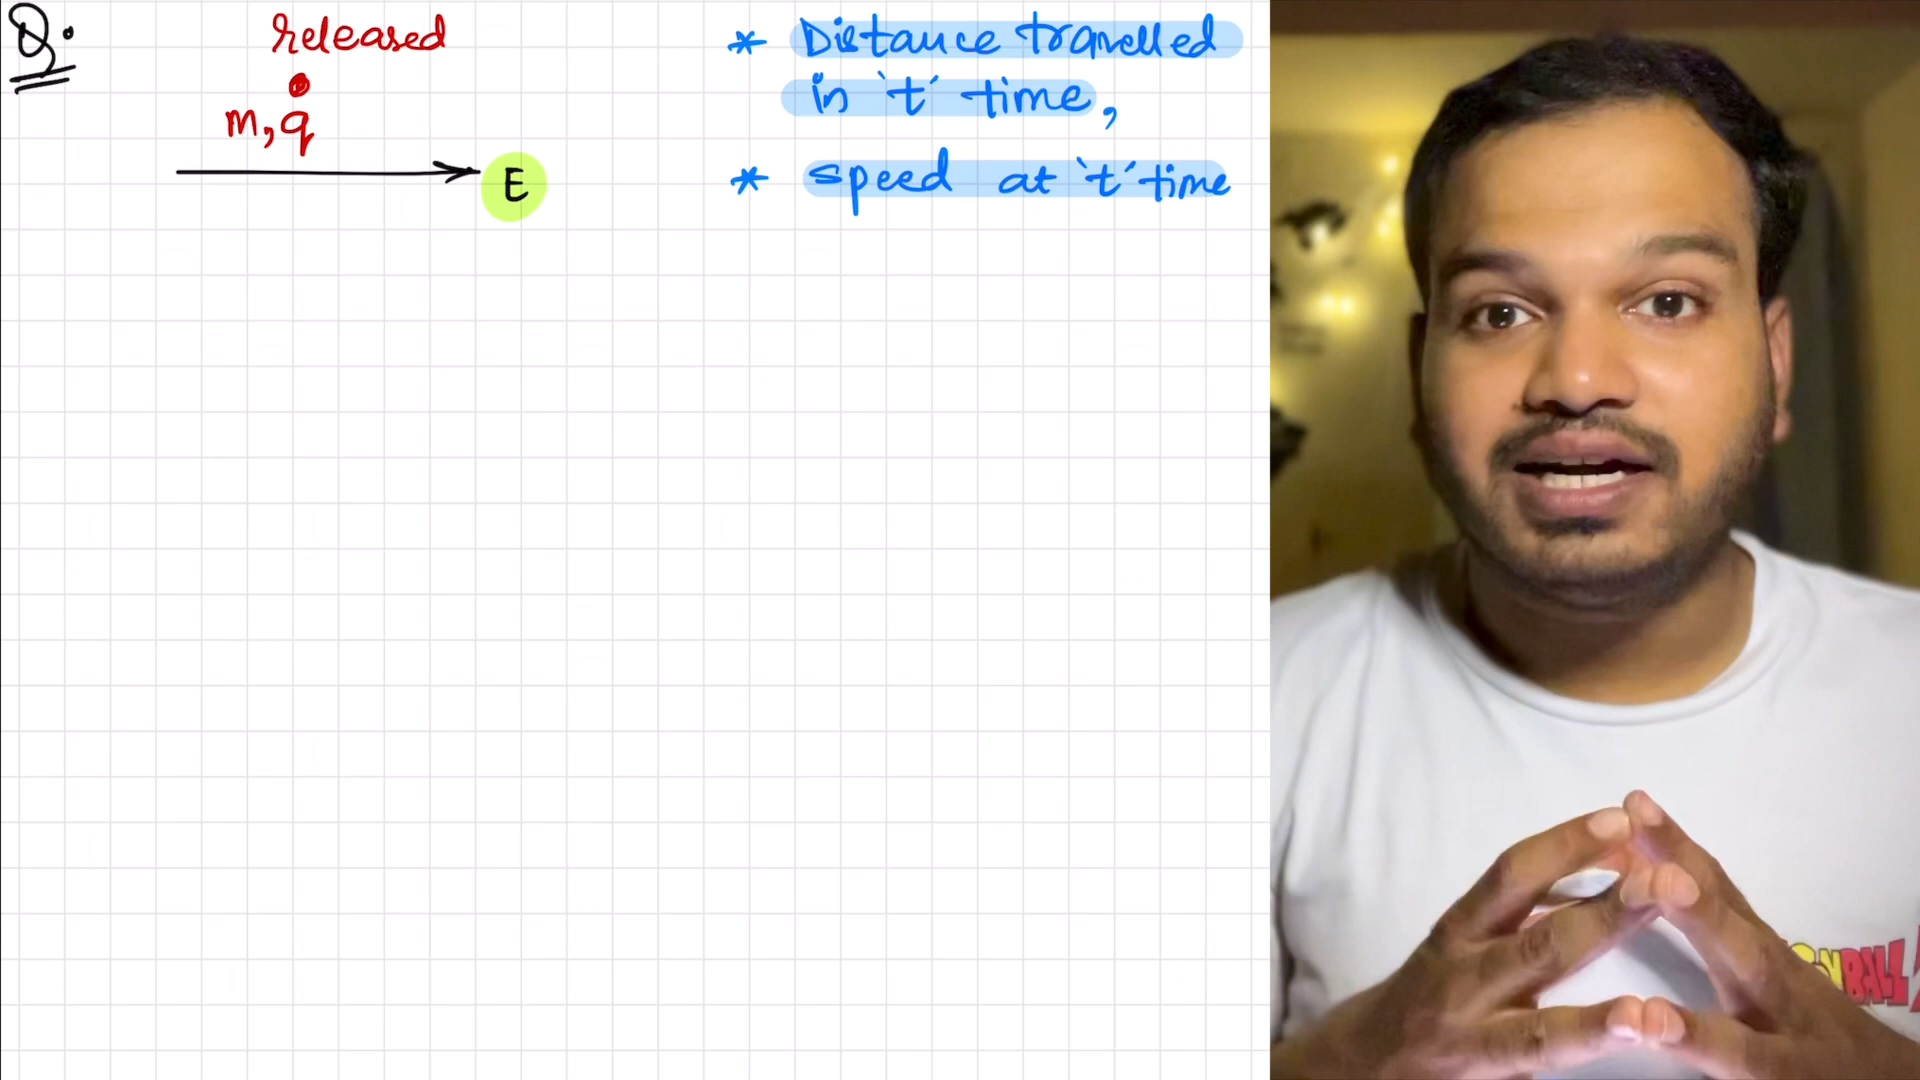 Q.
released
m, q
E
* Distance travelled
in 't' time,
* speed at 't' time